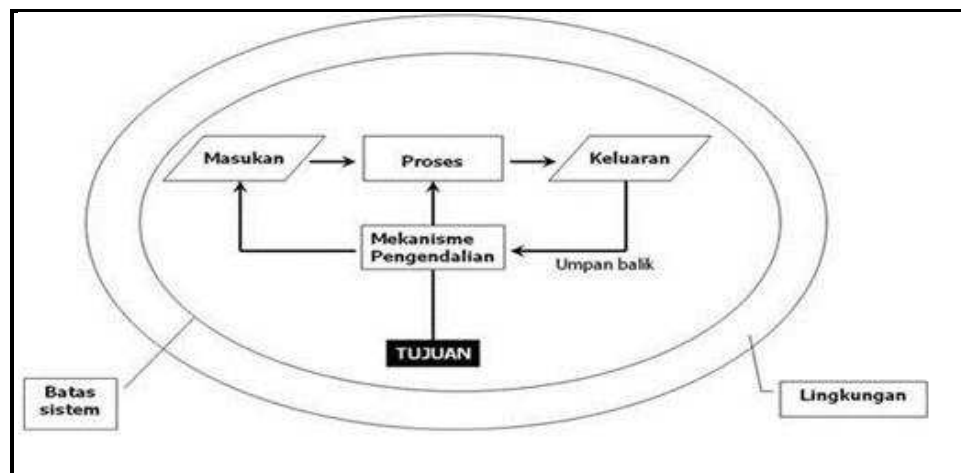 Masukan
Proses
Keluaran
Mekanisme
Pengendalian
Umpan balik
TUJUAN
Batas
sistem
Lingkungan